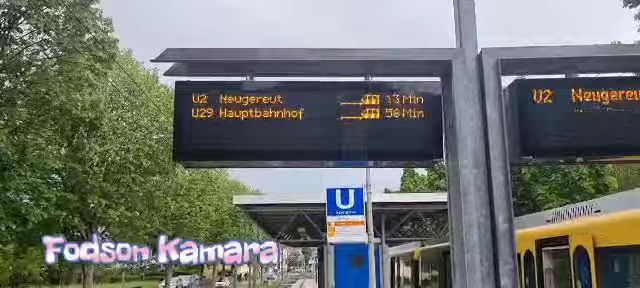 U2 Neugereut 13 Min
U29 Hauptbahnhof 56 Min
U2 Neugereu
U
Fodson Kamara